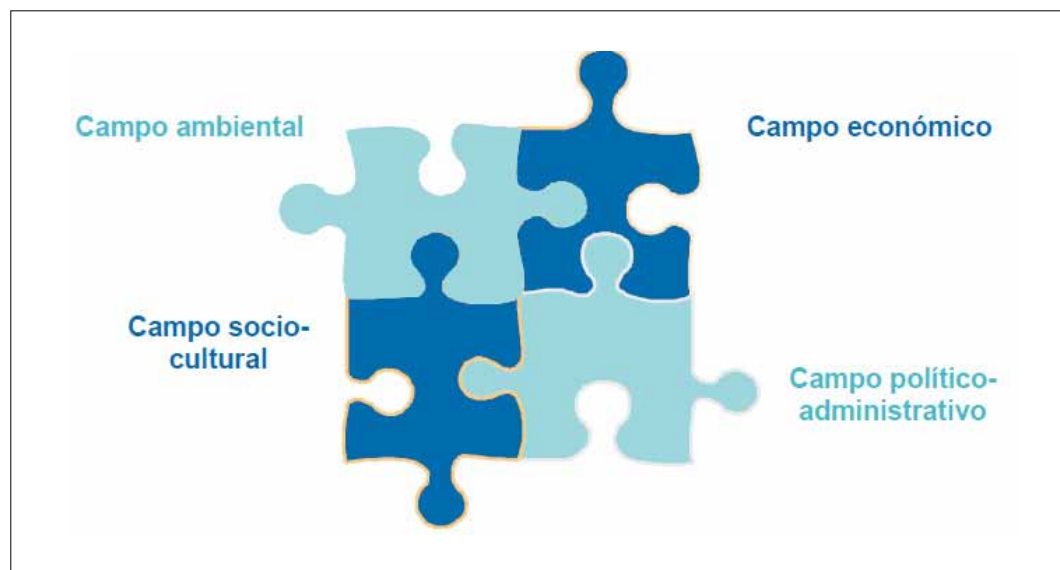 Campo ambiental
Campo económico
Campo socio-
cultural
Campo político-
administrativo